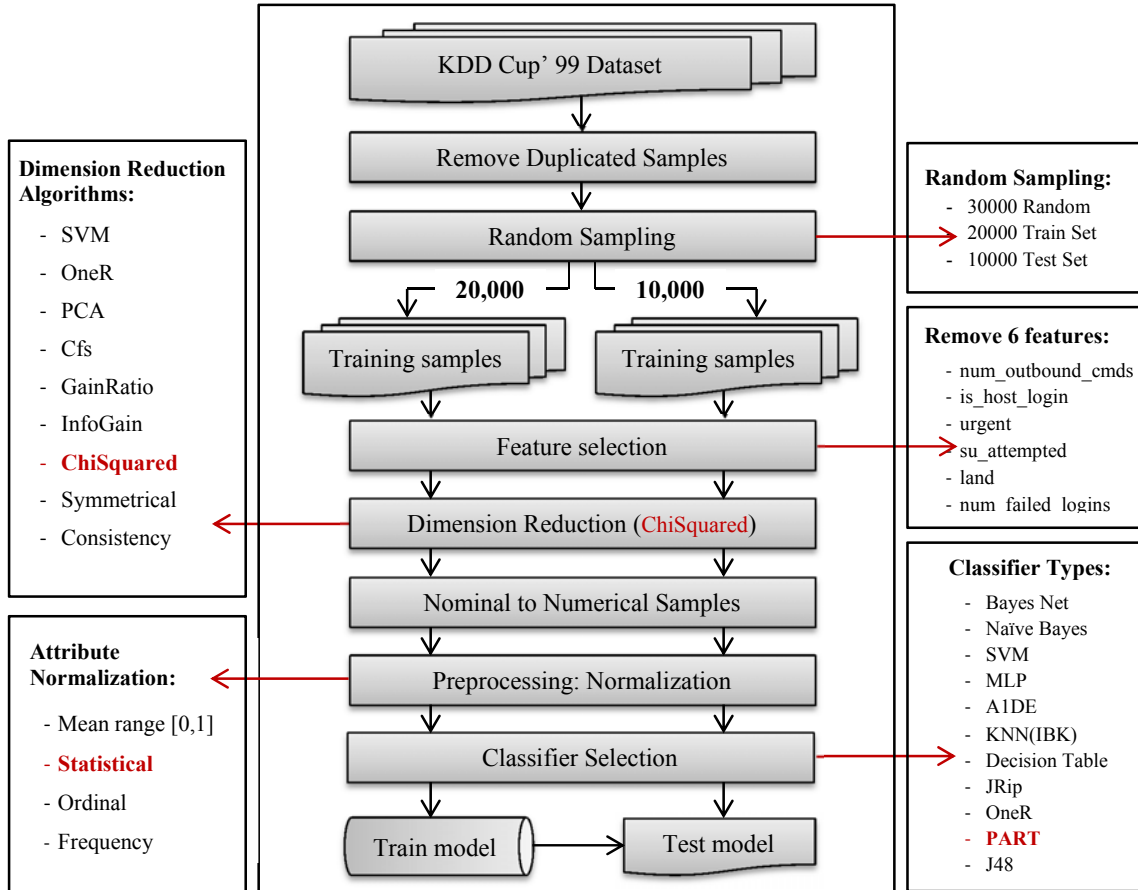 KDD Cup’ 99 Dataset
Remove Duplicated Samples
Random Sampling
20,000
10,000
Training samples
Training samples
Feature selection
Dimension Reduction (ChiSquared)
Nominal to Numerical Samples
Preprocessing: Normalization
Classifier Selection
Train model
Test model
Dimension Reduction
Algorithms:
- SVM
- OneR
- PCA
- Cfs
- GainRatio
- InfoGain
- ChiSquared
- Symmetrical
- Consistency
Attribute
Normalization:
- Mean range [0,1]
- Statistical
- Ordinal
- Frequency
Random Sampling:
- 30000 Random
- 20000 Train Set
- 10000 Test Set
Remove 6 features:
- num_outbound_cmds
- is_host_login
- urgent
- su_attempted
- land
- num_failed_logins
Classifier Types:
- Bayes Net
- Naïve Bayes
- SVM
- MLP
- A1DE
- KNN(IBK)
- Decision Table
- JRip
- OneR
- PART
- J48